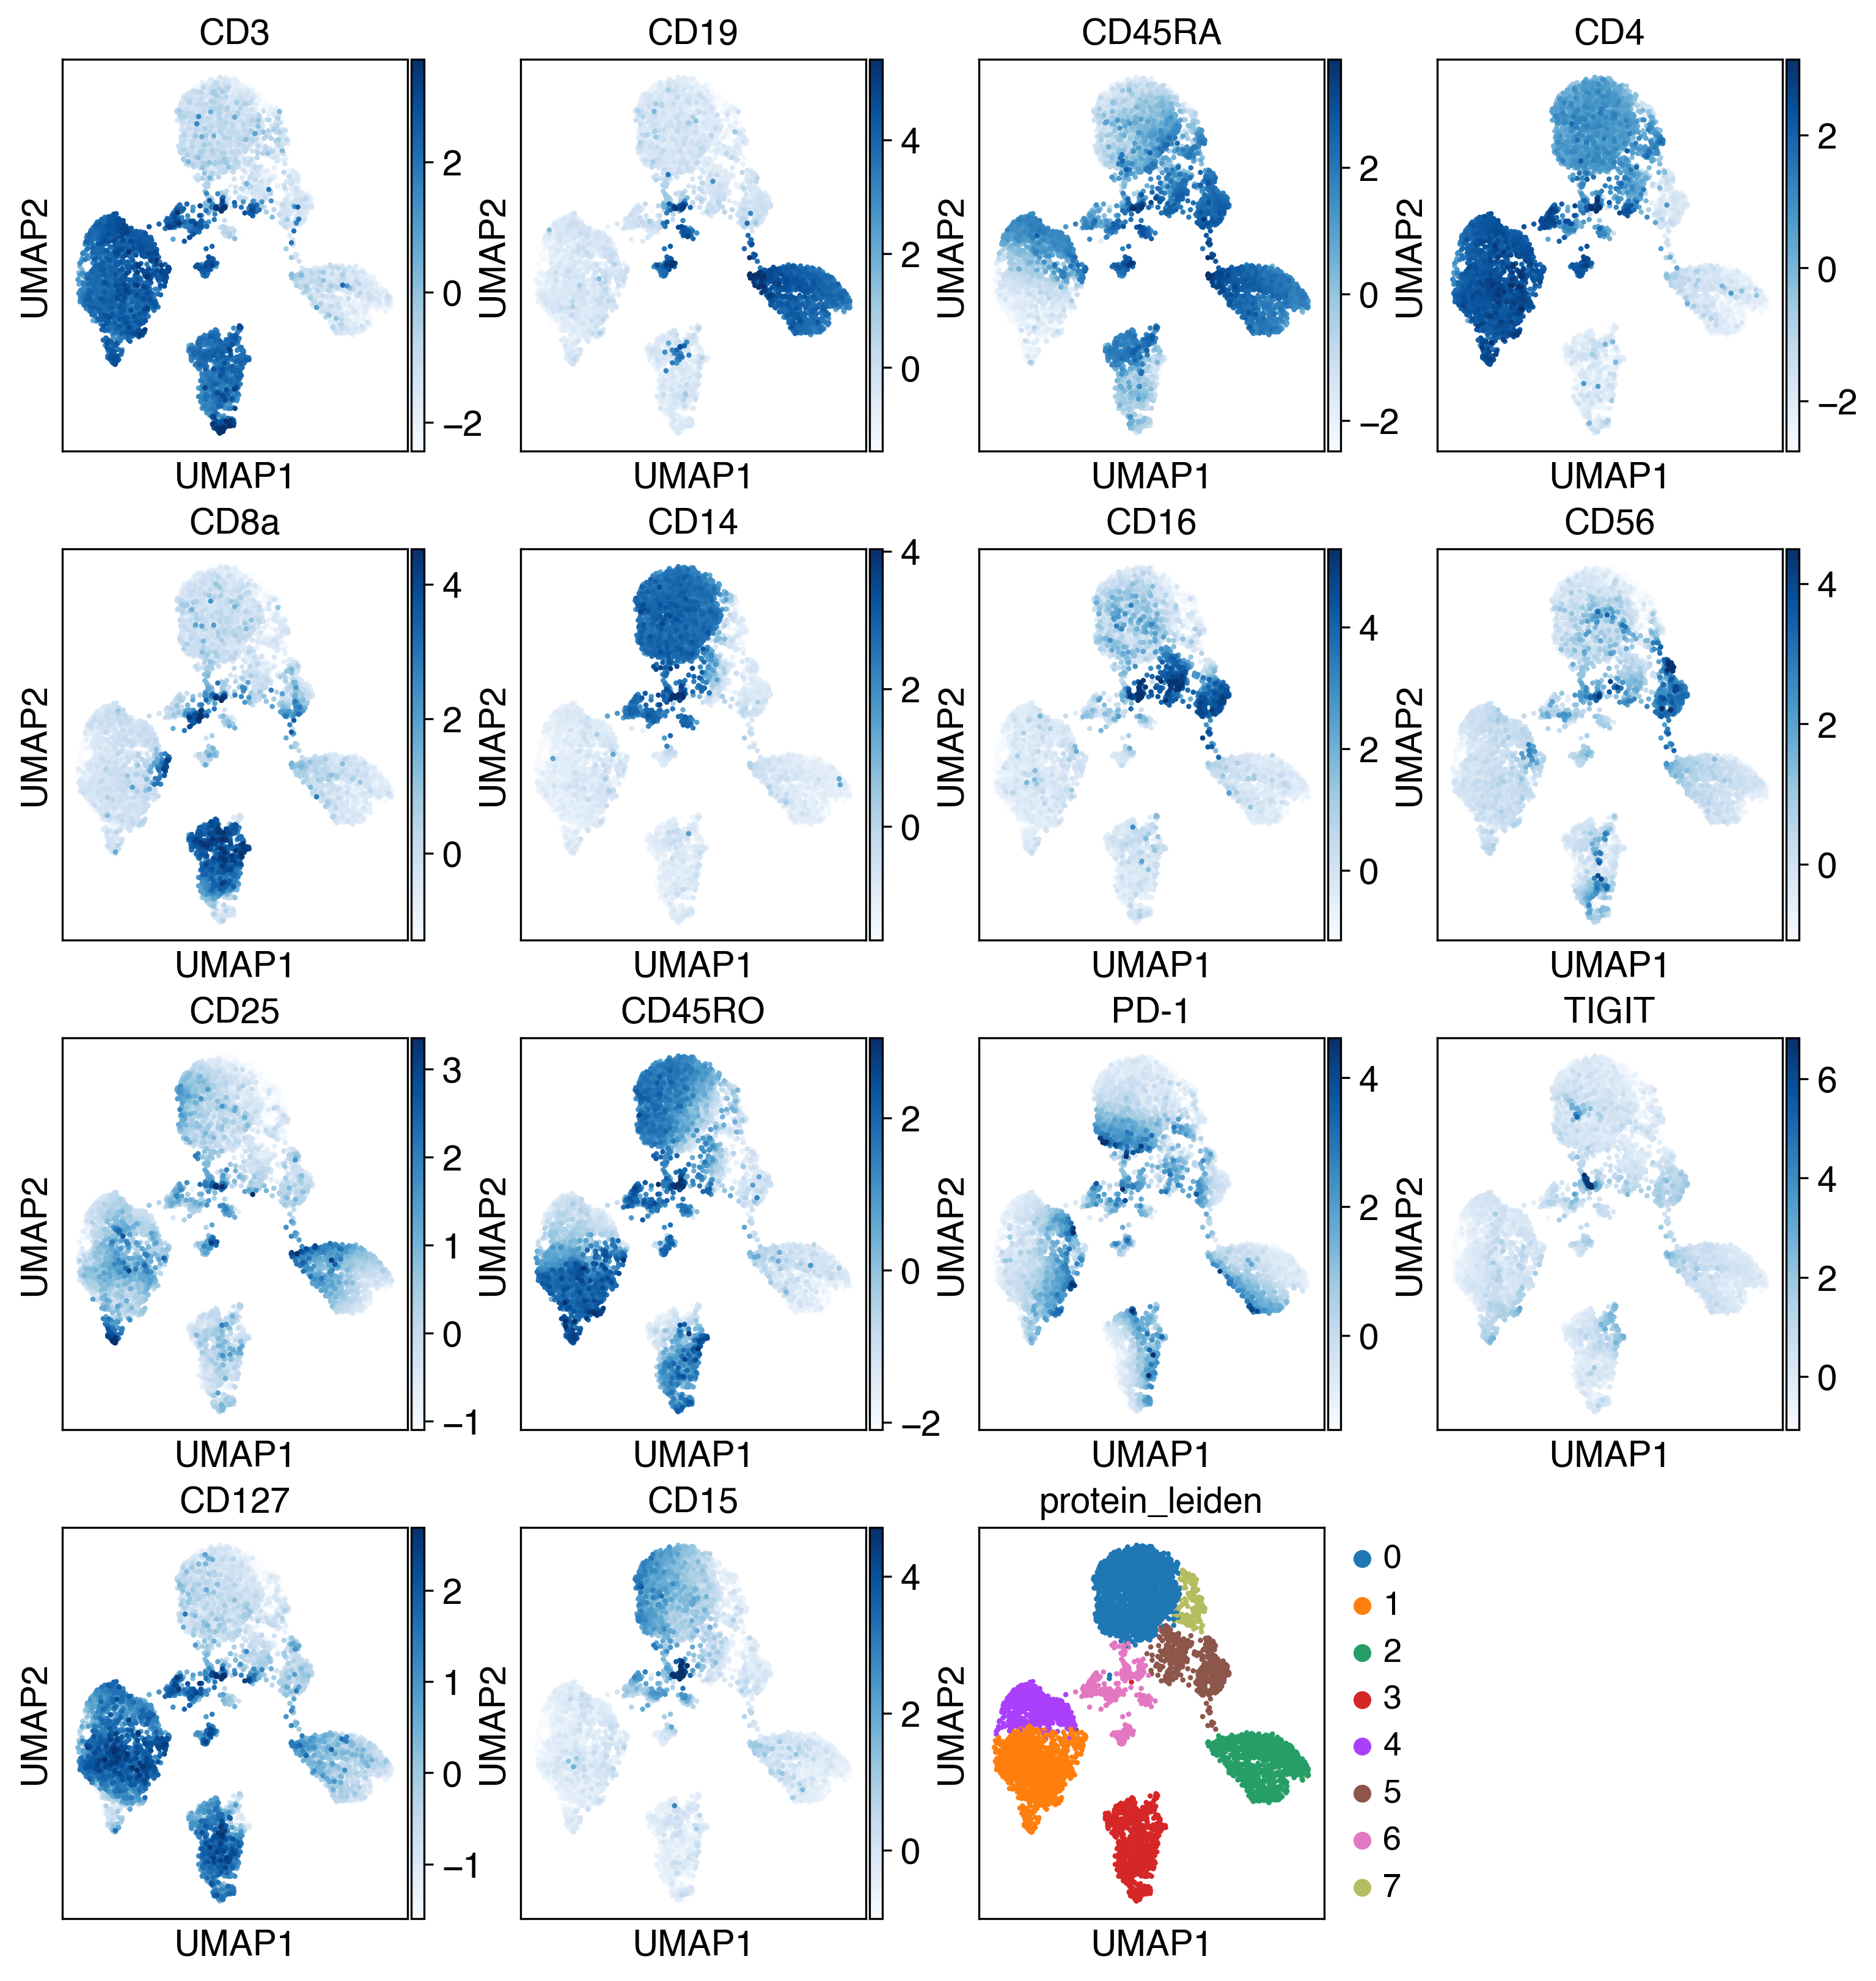 CD3 CD19 CD45RA CD4
UMAP2 2 0 −2 UMAP2 4 2 0 UMAP2 2 0 −2 UMAP2 2 0 −2
UMAP1 UMAP1 UMAP1 UMAP1
CD8a CD14 CD16 CD56
UMAP2 4 2 0 UMAP2 4 2 0 UMAP2 4 2 0 UMAP2 4 2 0
UMAP1 UMAP1 UMAP1 UMAP1
CD25 CD45RO PD-1 TIGIT
UMAP2 3 2 1 0 −1 UMAP2 2 0 −2 UMAP2 4 2 0 UMAP2 6 4 2 0
UMAP1 UMAP1 UMAP1 UMAP1
CD127 CD15 protein_leiden
UMAP2 2 1 0 −1 UMAP2 4 2 0 UMAP2
0
1
2
3
4
5
6
7
UMAP1 UMAP1 UMAP1